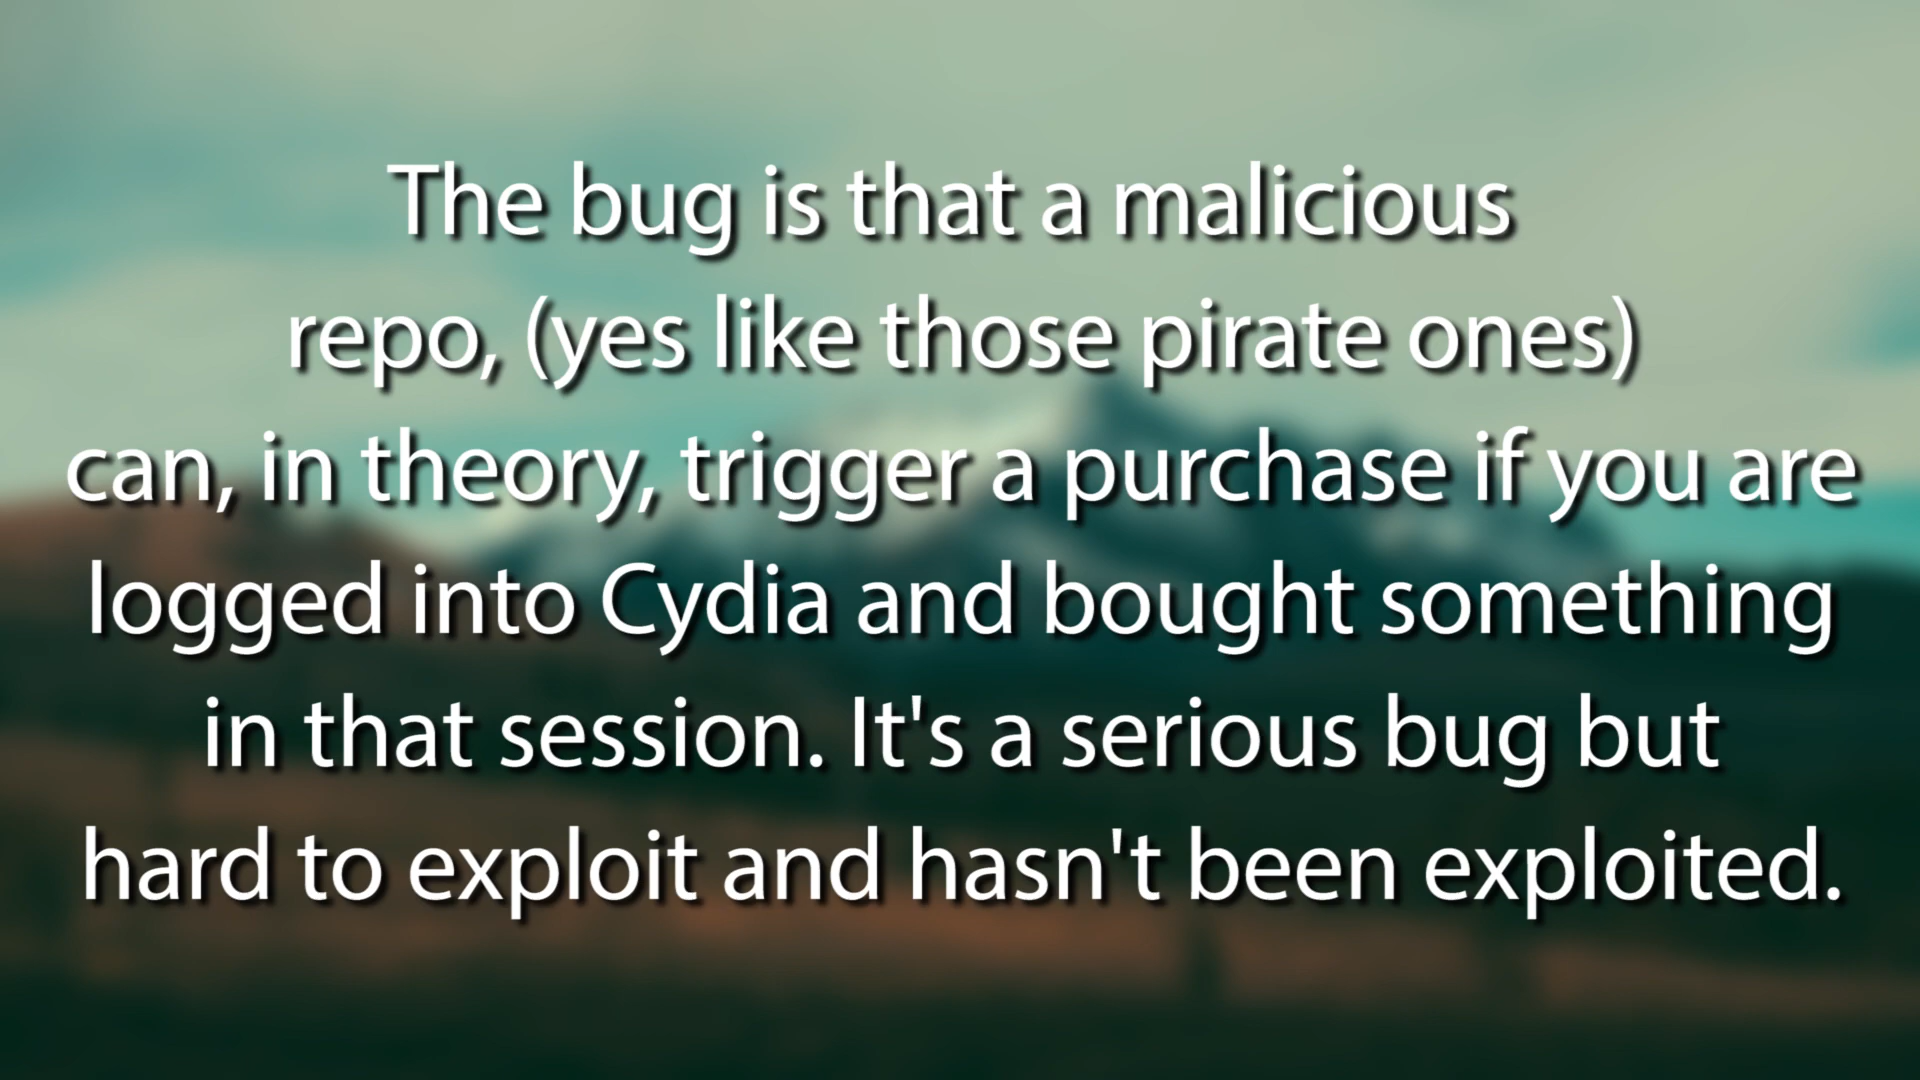 The bug is that a malicious
repo, (yes like those pirate ones)
can, in theory, trigger a purchase if you are
logged into Cydia and bought something
in that session. It's a serious bug but
hard to exploit and hasn't been exploited.